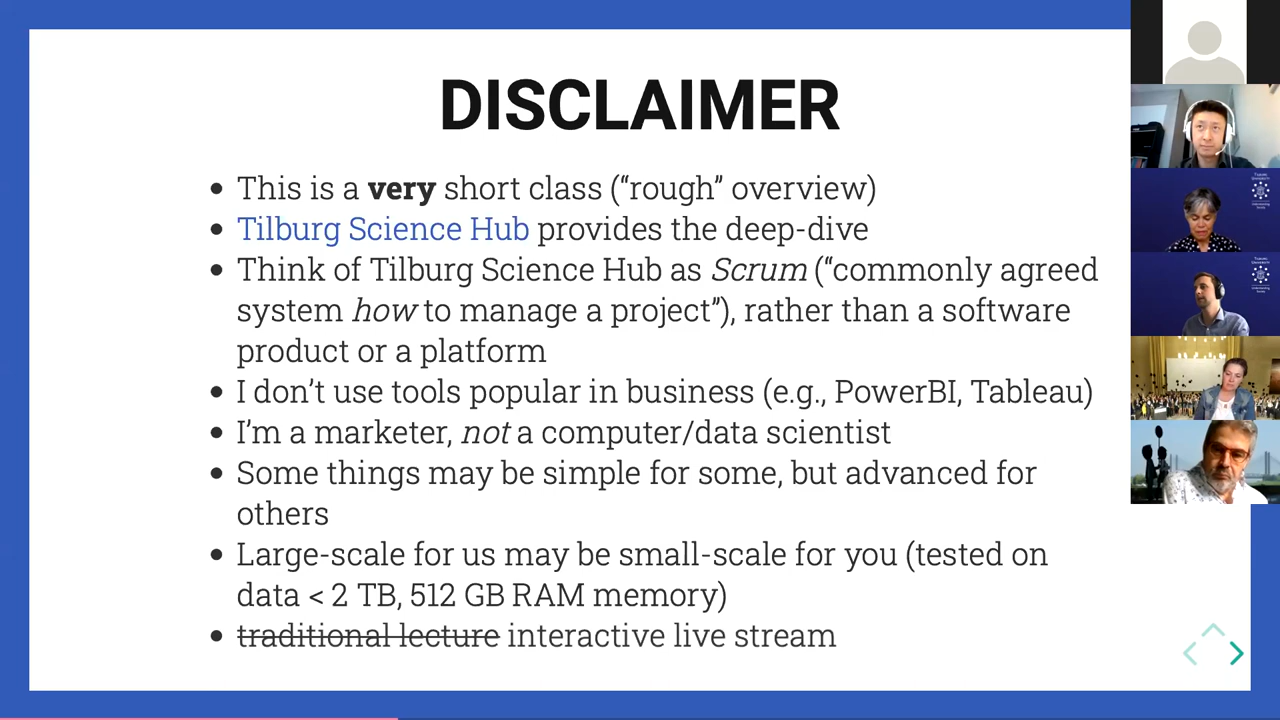 DISCLAIMER
This is a very short class (“rough” overview)
Tilburg Science Hub provides the deep-dive
Think of Tilburg Science Hub as Scrum (“commonly agreed
system how to manage a project”), rather than a software
product or a platform
I don’t use tools popular in business (e.g., PowerBI, Tableau)
I’m a marketer, not a computer/data scientist
Some things may be simple for some, but advanced for
others
Large-scale for us may be small-scale for you (tested on
data < 2 TB, 512 GB RAM memory)
traditional lecture interactive live stream